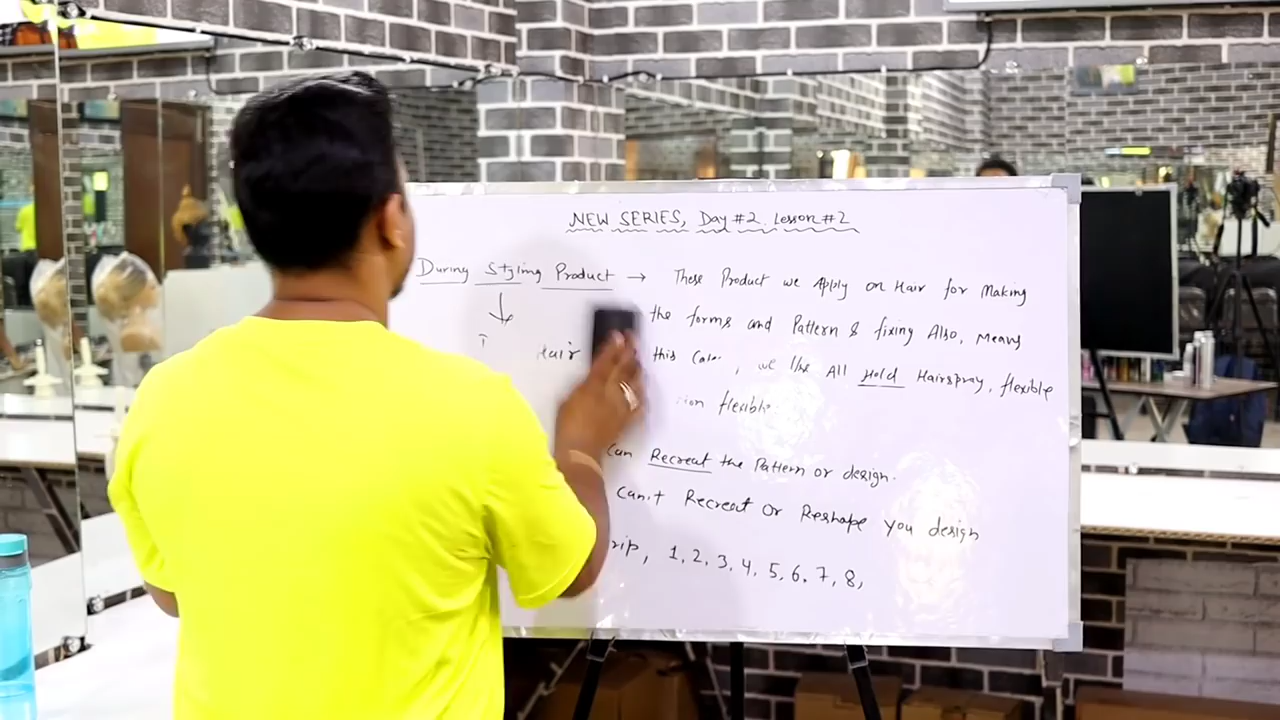 NEW SERIES, Day #2, Lesson #2
During Styling Product → These Product we Apply on Hair for Making
the forms and Pattern & fixing Also, Means
Hair this Case, we Use All Hold Hairspray, flexible
flexible
Can Recreat the Pattern or design.
Can't Recreat Or Reshape you design
rip, 1, 2, 3, 4, 5, 6, 7, 8,